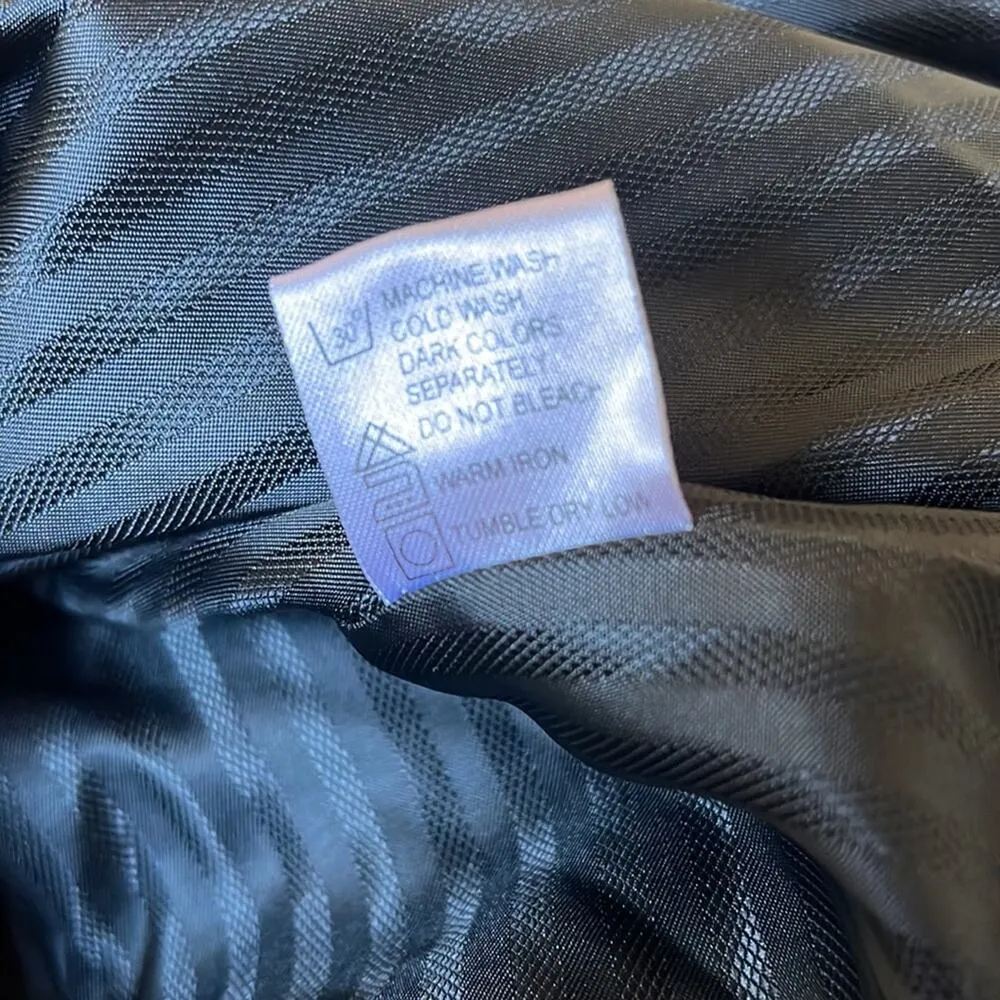 30°
MACHINE WASH
COLD WASH
DARK COLORS
SEPARATELY
DO NOT BLEACH
WARM IRON
TUMBLE DRY LOW